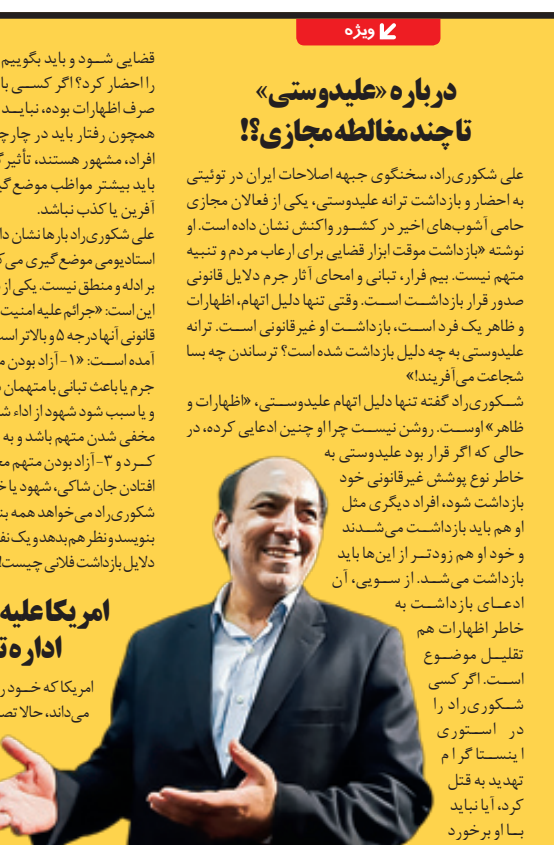 ویژه
درباره «علیدوستی»
تا چند مغالطه مجازی؟!
علی شکوری‌راد، سخنگوی جبهه اصلاحات ایران در توئیتی
به احضار و بازداشت ترانه علیدوستی، یکی از فعالان مجازی
حامی آشوب‌های اخیر در کشور واکنش نشان داده است. او
نوشته «بازداشت موقت ابزار قضایی برای ارعاب مردم و تنبیه
متهم نیست. بیم فرار، تبانی و امحای آثار جرم دلایل قانونی
صدور قرار بازداشت است. وقتی تنها دلیل اتهام، اظهارات
و ظاهر یک فرد است، بازداشت او غیرقانونی است. ترانه
علیدوستی به چه دلیل بازداشت شده است؟ ترساندن چه بسا
شجاعت می‌آفریند!»
شکوری‌راد گفته تنها دلیل اتهام علیدوستی، «اظهارات و
ظاهر» اوست. روشن نیست چرا او چنین ادعایی کرده، در
حالی که اگر قرار بود علیدوستی به
خاطر نوع پوشش غیرقانونی خود
بازداشت شود، افراد دیگری مثل
او هم باید بازداشت می‌شدند
و خود او هم زودتر از این‌ها باید
بازداشت می‌شد. از سویی، آن
ادعای بازداشت به
خاطر اظهارات هم
تقلیل موضوع
است. اگر کسی
شکوری‌راد را
در استوری
اینستاگرام
تهدید به قتل
کرد، آیا نباید
با او برخورد
قضایی شود و باید بگوییم
را احضار کرد؟ اگر کسی با
صرف اظهارات بوده، نباید
همچون رفتار باید در چارچ
افراد، مشهور هستند، تأثیرگ
باید بیشتر مواظب موضع‌گی
آفرین یا کذب نباشد.
علی شکوری‌راد بارها نشان دا
استادیومی موضع‌گیری می‌ک
بر ادله و منطق نیست. یکی از
این است: «جرائم علیه امنیت
قانونی آنها درجه ۵ و بالاتر است
آمده است: «۱- آزاد بودن م
جرم یا باعث تبانی با متهمان
و یا سبب شود شهود از اداء ش
مخفی شدن متهم باشد و به
کرد و ۳- آزاد بودن متهم مخ
افتادن جان شاکی، شهود یا خ
شکوری‌راد می‌خواهد همه بن
بنویسد و نظر هم بدهد و یک نف
دلایل بازداشت فلانی چیست!
امریکا علیه
اداره ت
امریکا که خود ر
می‌داند، حالا تص